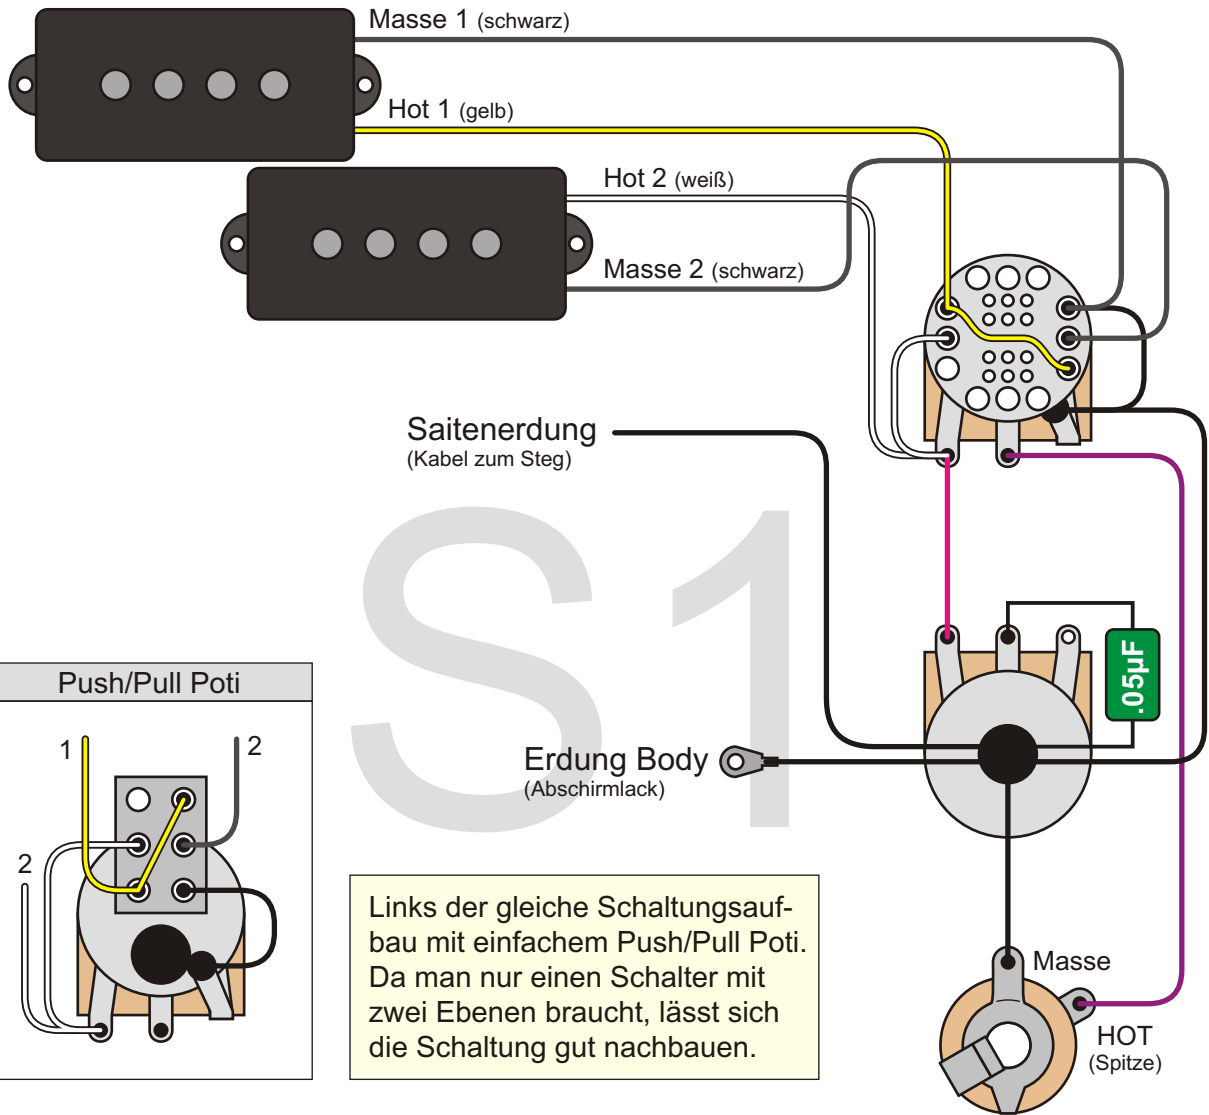 Masse 1 (schwarz)
Hot 1 (gelb)
Hot 2 (weiß)
Masse 2 (schwarz)
Saitenerdung
(Kabel zum Steg)
S1
.05µF
Erdung Body
(Abschirmlack)
Push/Pull Poti
1
2
2
Links der gleiche Schaltungsauf-
bau mit einfachem Push/Pull Poti.
Da man nur einen Schalter mit
zwei Ebenen braucht, lässt sich
die Schaltung gut nachbauen.
Masse
HOT
(Spitze)